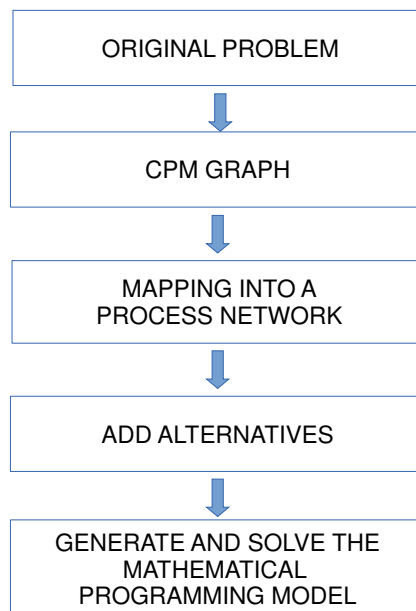 ORIGINAL PROBLEM
CPM GRAPH
MAPPING INTO A
PROCESS NETWORK
ADD ALTERNATIVES
GENERATE AND SOLVE THE
MATHEMATICAL
PROGRAMMING MODEL